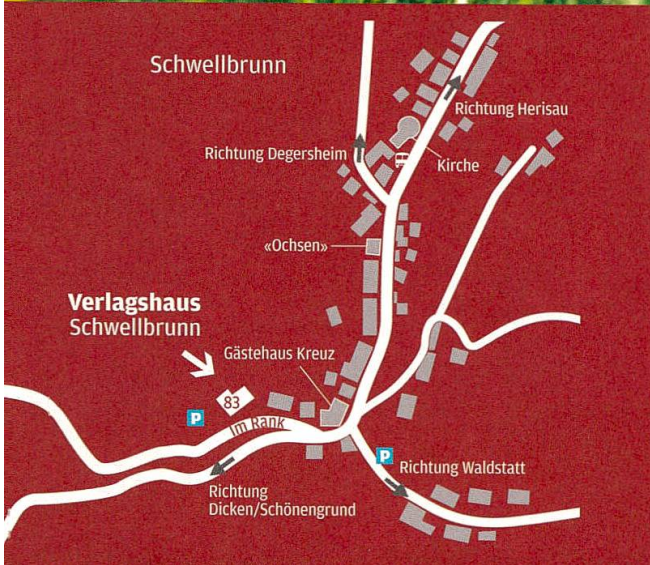 Schwellbrunn
Richtung Herisau
Richtung Degersheim
Kirche
«Ochsen»
Verlagshaus
Schwellbrunn
Gästehaus Kreuz
83
P
Im Rank
P
Richtung Waldstatt
Richtung
Dicken/Schönengrund